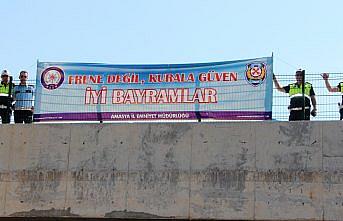 FRENE DEĞİL, KURALA GÜVEN
İYİ BAYRAMLAR
AMASYA İL EMNİYET MÜDÜRLÜĞÜ